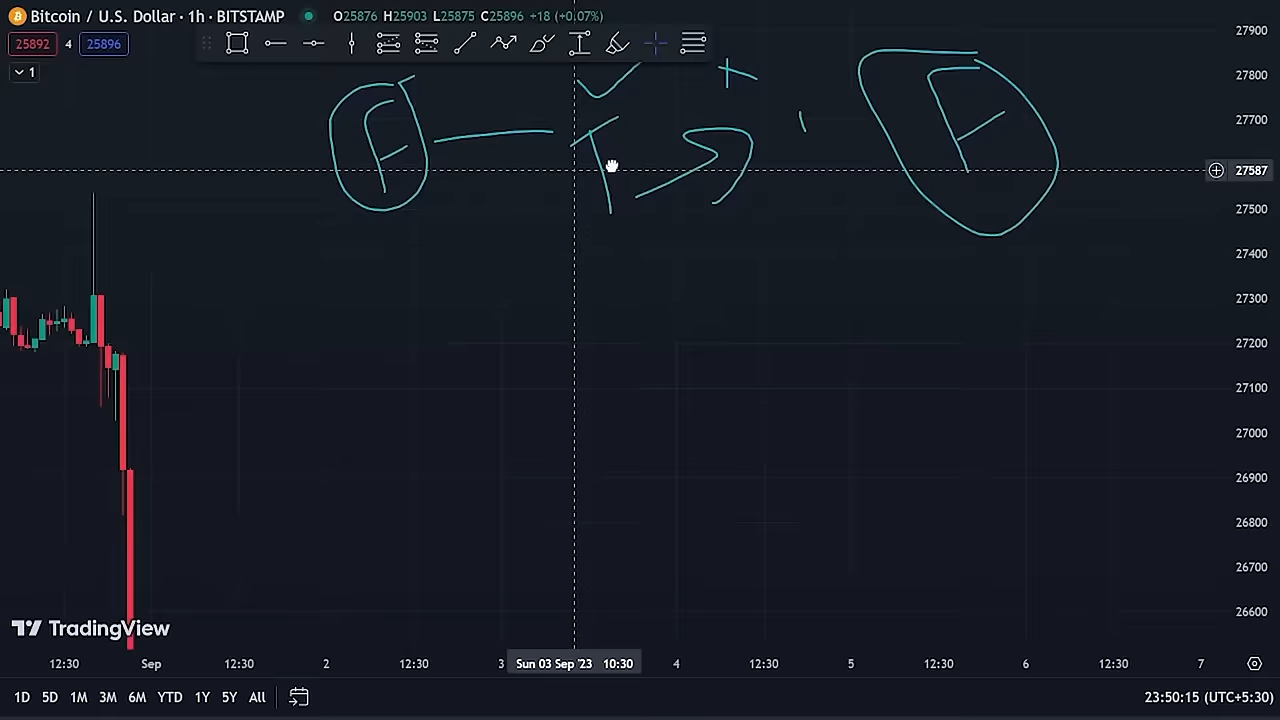 Bitcoin / U.S. Dollar · 1h · BITSTAMP O25876 H25903 L25875 C25896 +18 (+0.07%)
25892 4 25896
1
27900
27800
27700
27587
27500
27400
27300
27200
27100
27000
26900
26800
26700
26600
F
F
TradingView
12:30 Sep 12:30 2 12:30 3 Sun 03 Sep '23 10:30 4 12:30 5 12:30 6 12:30 7
1D 5D 1M 3M 6M YTD 1Y 5Y All 23:50:15 (UTC+5:30)